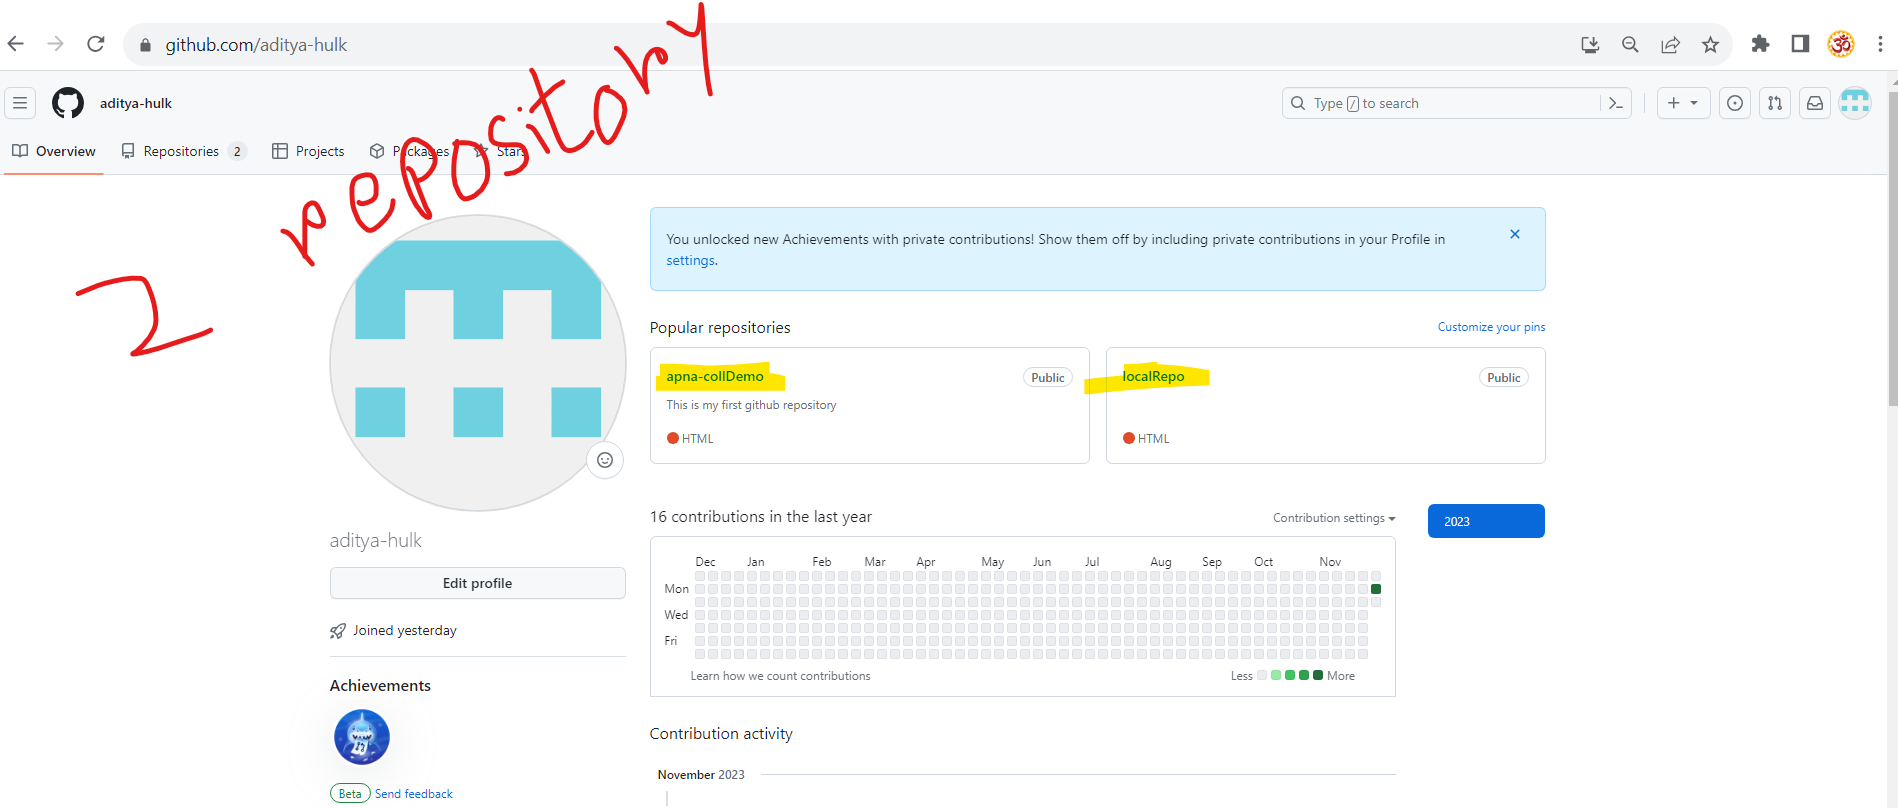 github.com/aditya-hulk
aditya-hulk
Type / to search
Overview Repositories 2 Projects Packages Stars
2 repository
You unlocked new Achievements with private contributions! Show them off by including private contributions in your Profile in
settings.
Popular repositories
Customize your pins
apna-collDemo
Public
This is my first github repository
HTML
localRepo
Public
HTML
aditya-hulk
Edit profile
Joined yesterday
Achievements
Beta Send feedback
16 contributions in the last year
Contribution settings
2023
Dec Jan Feb Mar Apr May Jun Jul Aug Sep Oct Nov
Mon
Wed
Fri
Learn how we count contributions
Less More
Contribution activity
November 2023